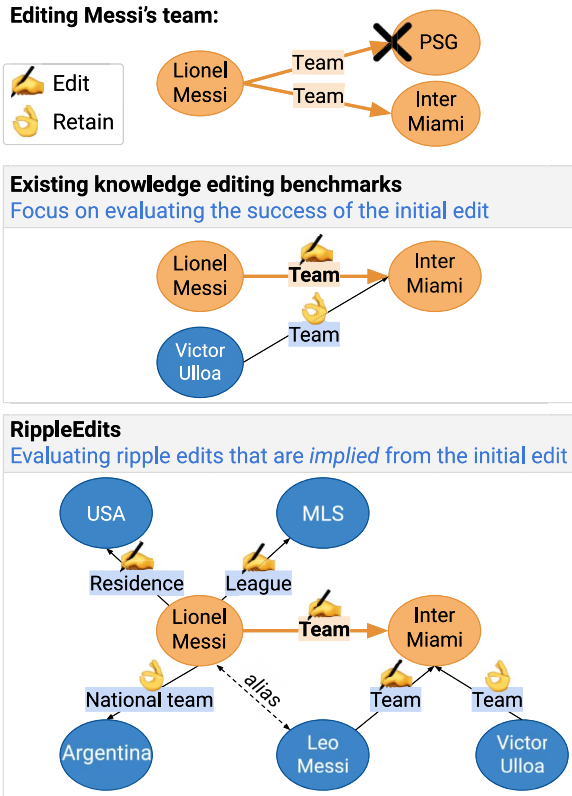 Editing Messi's team:
Edit
Retain
Lionel
Messi
Team
Team
PSG
Inter
Miami
Existing knowledge editing benchmarks
Focus on evaluating the success of the initial edit
Lionel
Messi
Team
Inter
Miami
Team
Victor
Ulloa
RippleEdits
Evaluating ripple edits that are implied from the initial edit
USA
MLS
Residence
League
Lionel
Messi
Team
Inter
Miami
National team
alias
Team
Team
Argentina
Leo
Messi
Victor
Ulloa